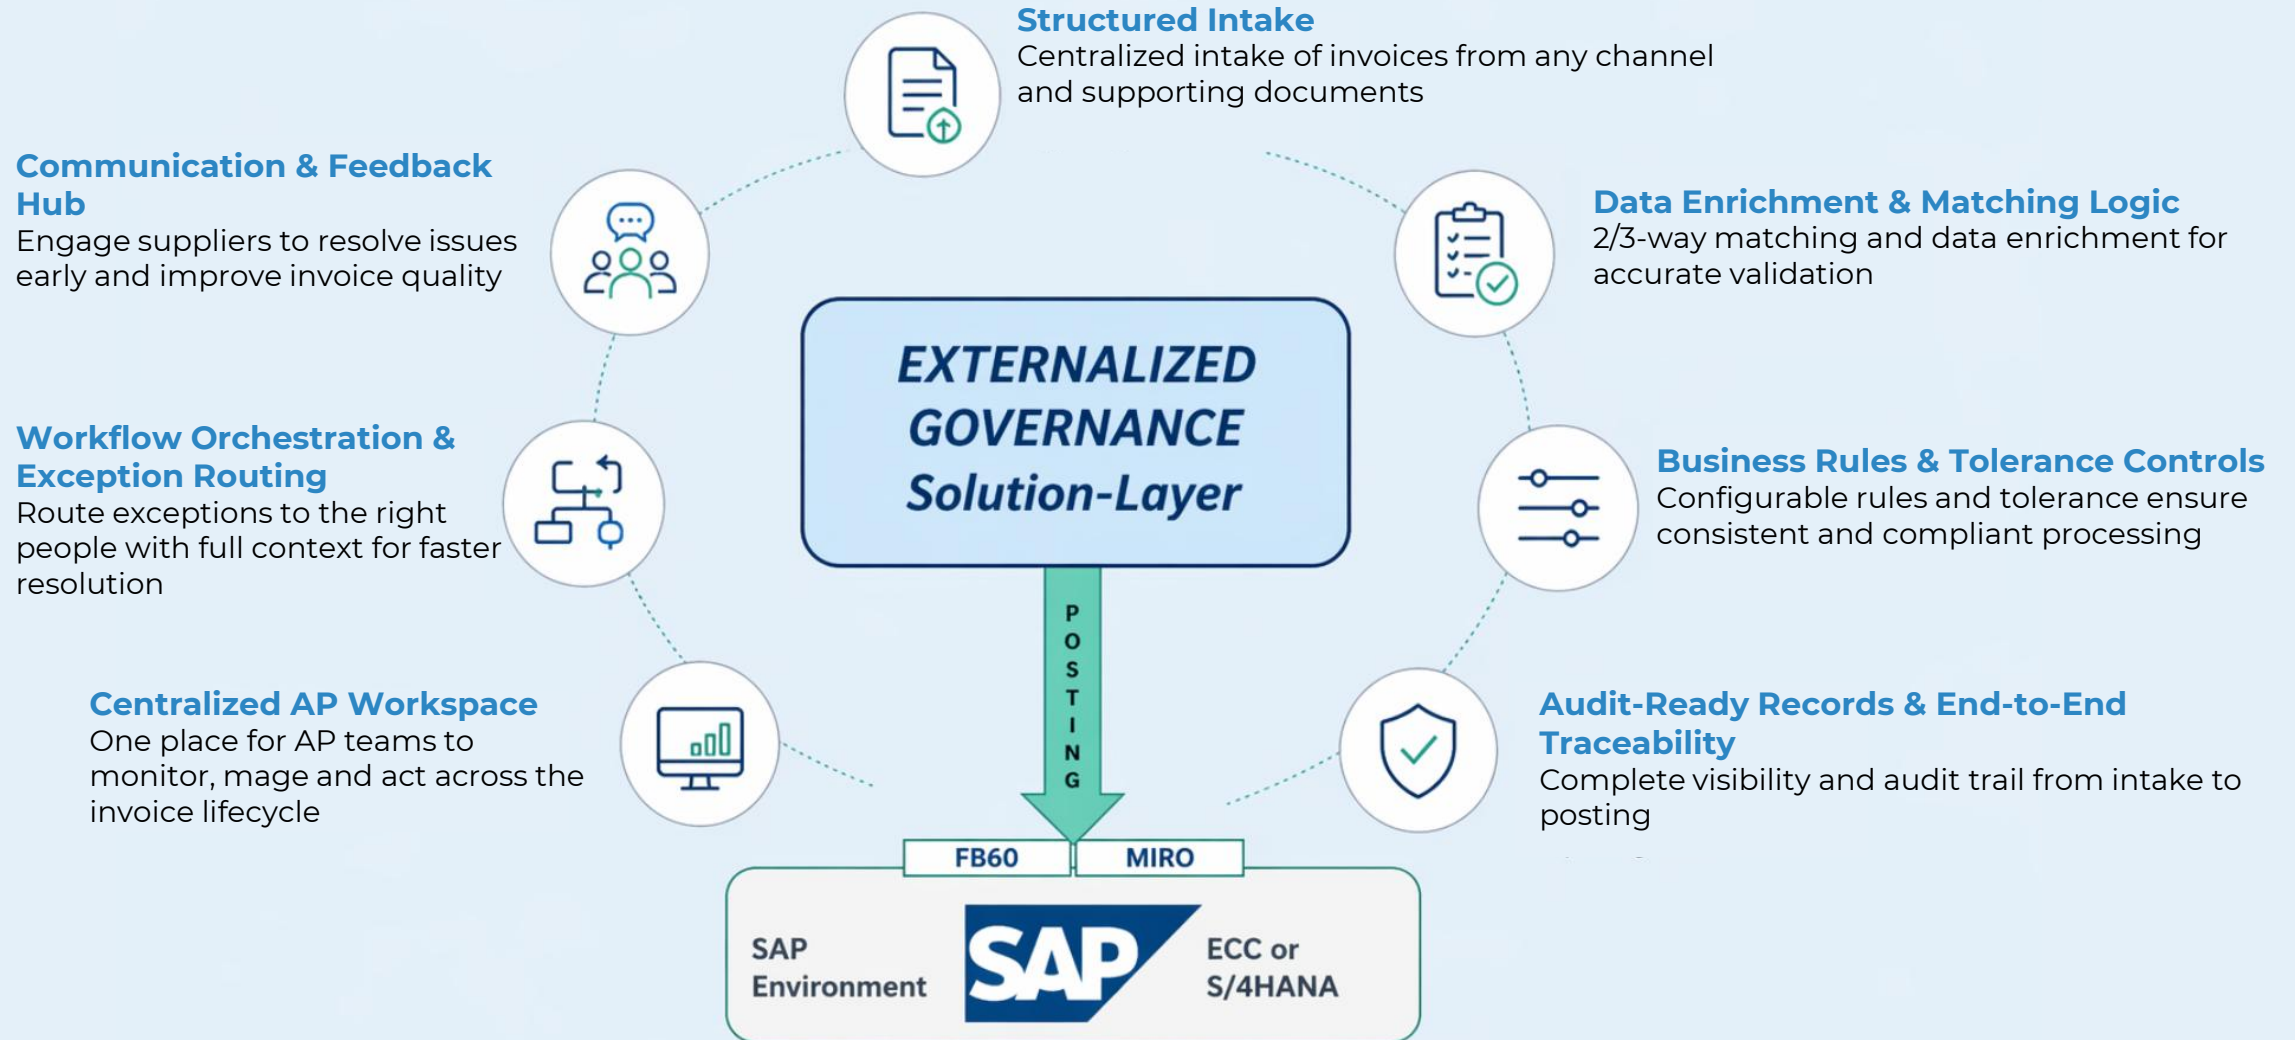 Structured Intake
Centralized intake of invoices from any channel
and supporting documents
Communication & Feedback
Hub
Engage suppliers to resolve issues
early and improve invoice quality
Data Enrichment & Matching Logic
2/3-way matching and data enrichment for
accurate validation
EXTERNALIZED
GOVERNANCE
Solution-Layer
Workflow Orchestration &
Exception Routing
Route exceptions to the right
people with full context for faster
resolution
Business Rules & Tolerance Controls
Configurable rules and tolerance ensure
consistent and compliant processing
Centralized AP Workspace
One place for AP teams to
monitor, mage and act across the
invoice lifecycle
Audit-Ready Records & End-to-End
Traceability
Complete visibility and audit trail from intake to
posting
POSTING
FB60
MIRO
SAP
Environment
SAP
ECC or
S/4HANA